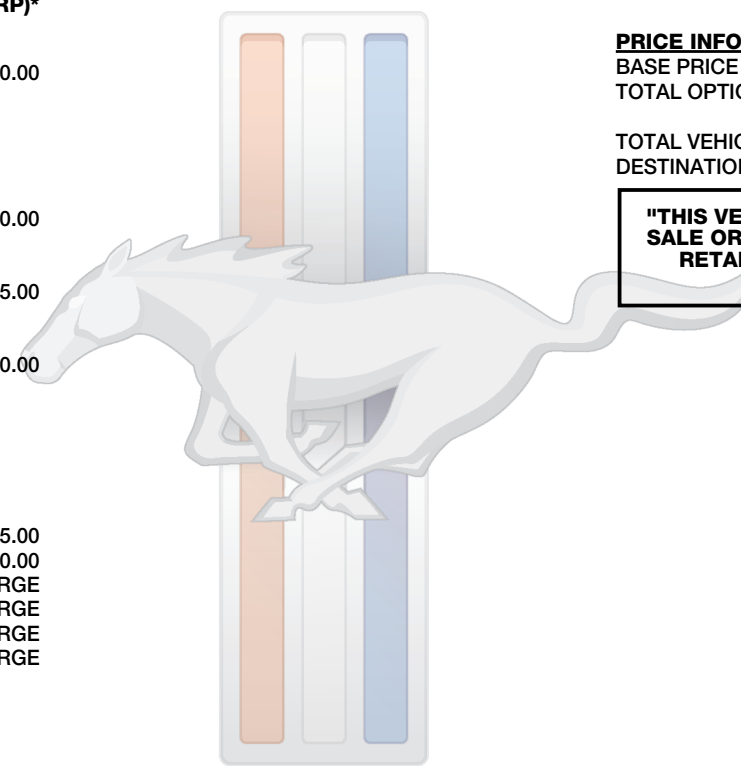 RP)*
0.00
0.00
5.00
0.00
5.00
0.00
RGE
RGE
RGE
RGE
PRICE INFO
BASE PRICE
TOTAL OPTIO
TOTAL VEHIC
DESTINATION
"THIS VE
SALE OR
RETAI